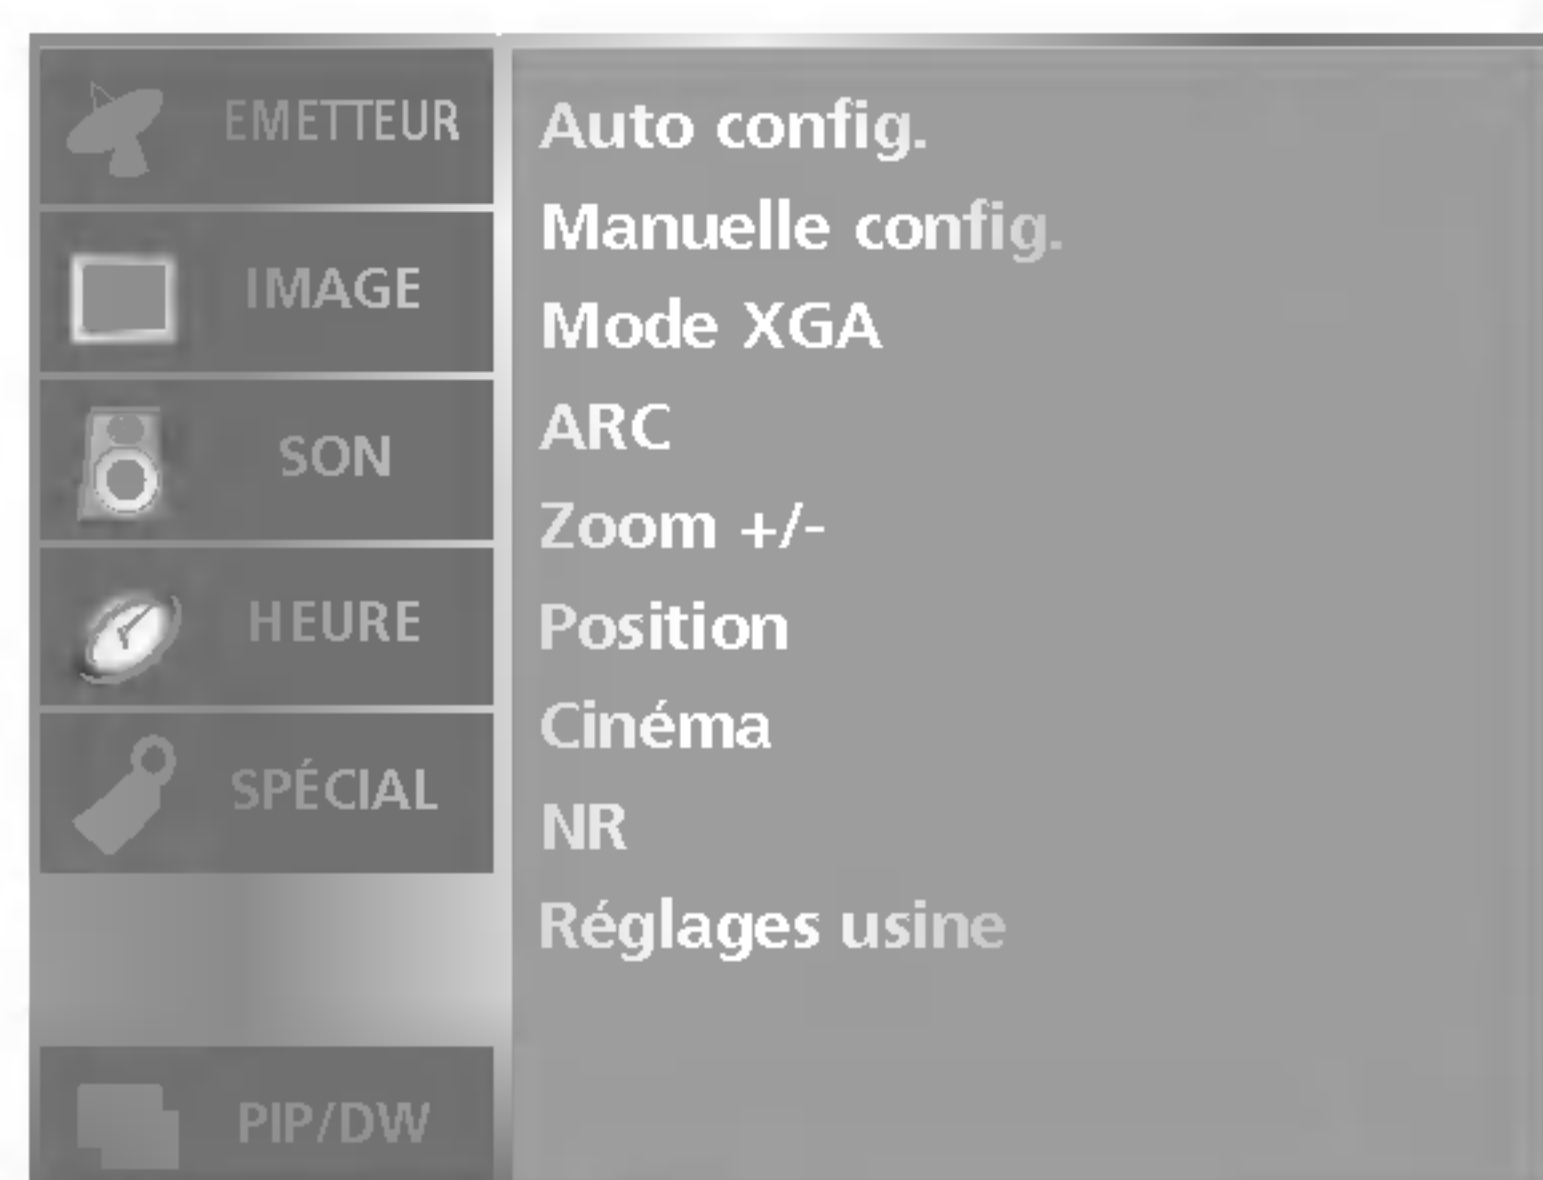 EMETTEUR
IMAGE
SON
HEURE
SPÉCIAL
PIP/DW
Auto config.
Manuelle config.
Mode XGA
ARC
Zoom +/-
Position
Cinéma
NR
Réglages usine